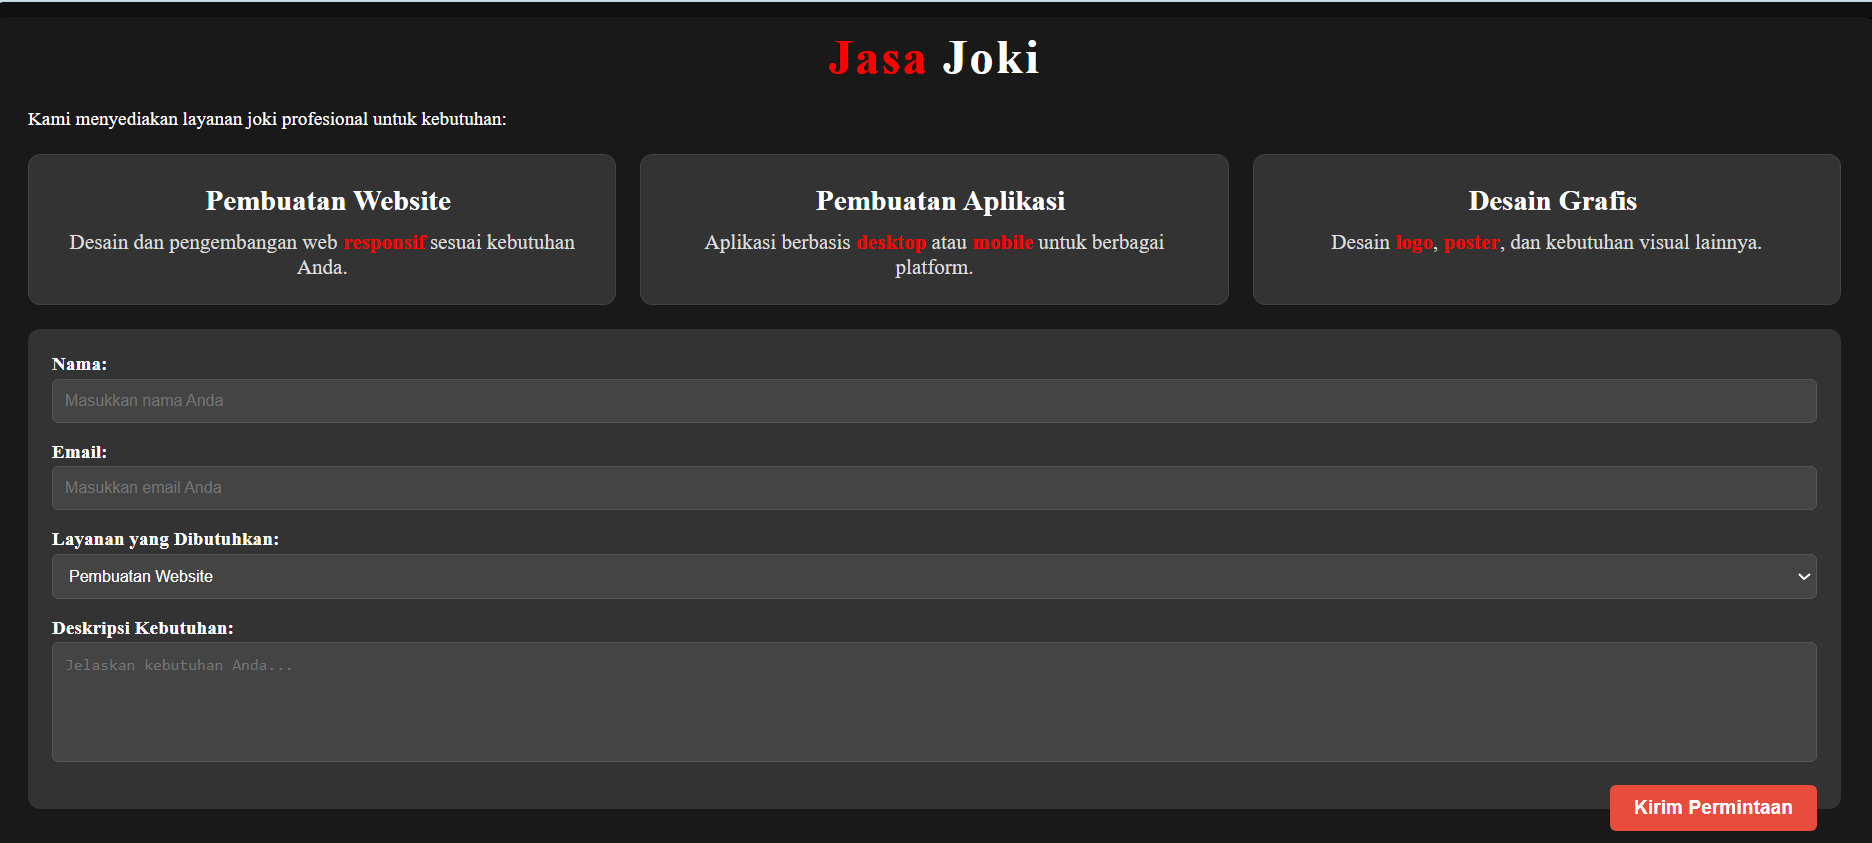 Jasa Joki
Kami menyediakan layanan joki profesional untuk kebutuhan:
Pembuatan Website
Desain dan pengembangan web responsif sesuai kebutuhan
Anda.
Pembuatan Aplikasi
Aplikasi berbasis desktop atau mobile untuk berbagai
platform.
Desain Grafis
Desain logo, poster, dan kebutuhan visual lainnya.
Nama:
Masukkan nama Anda
Email:
Masukkan email Anda
Layanan yang Dibutuhkan:
Pembuatan Website
Deskripsi Kebutuhan:
Jelaskan kebutuhan Anda...
Kirim Permintaan